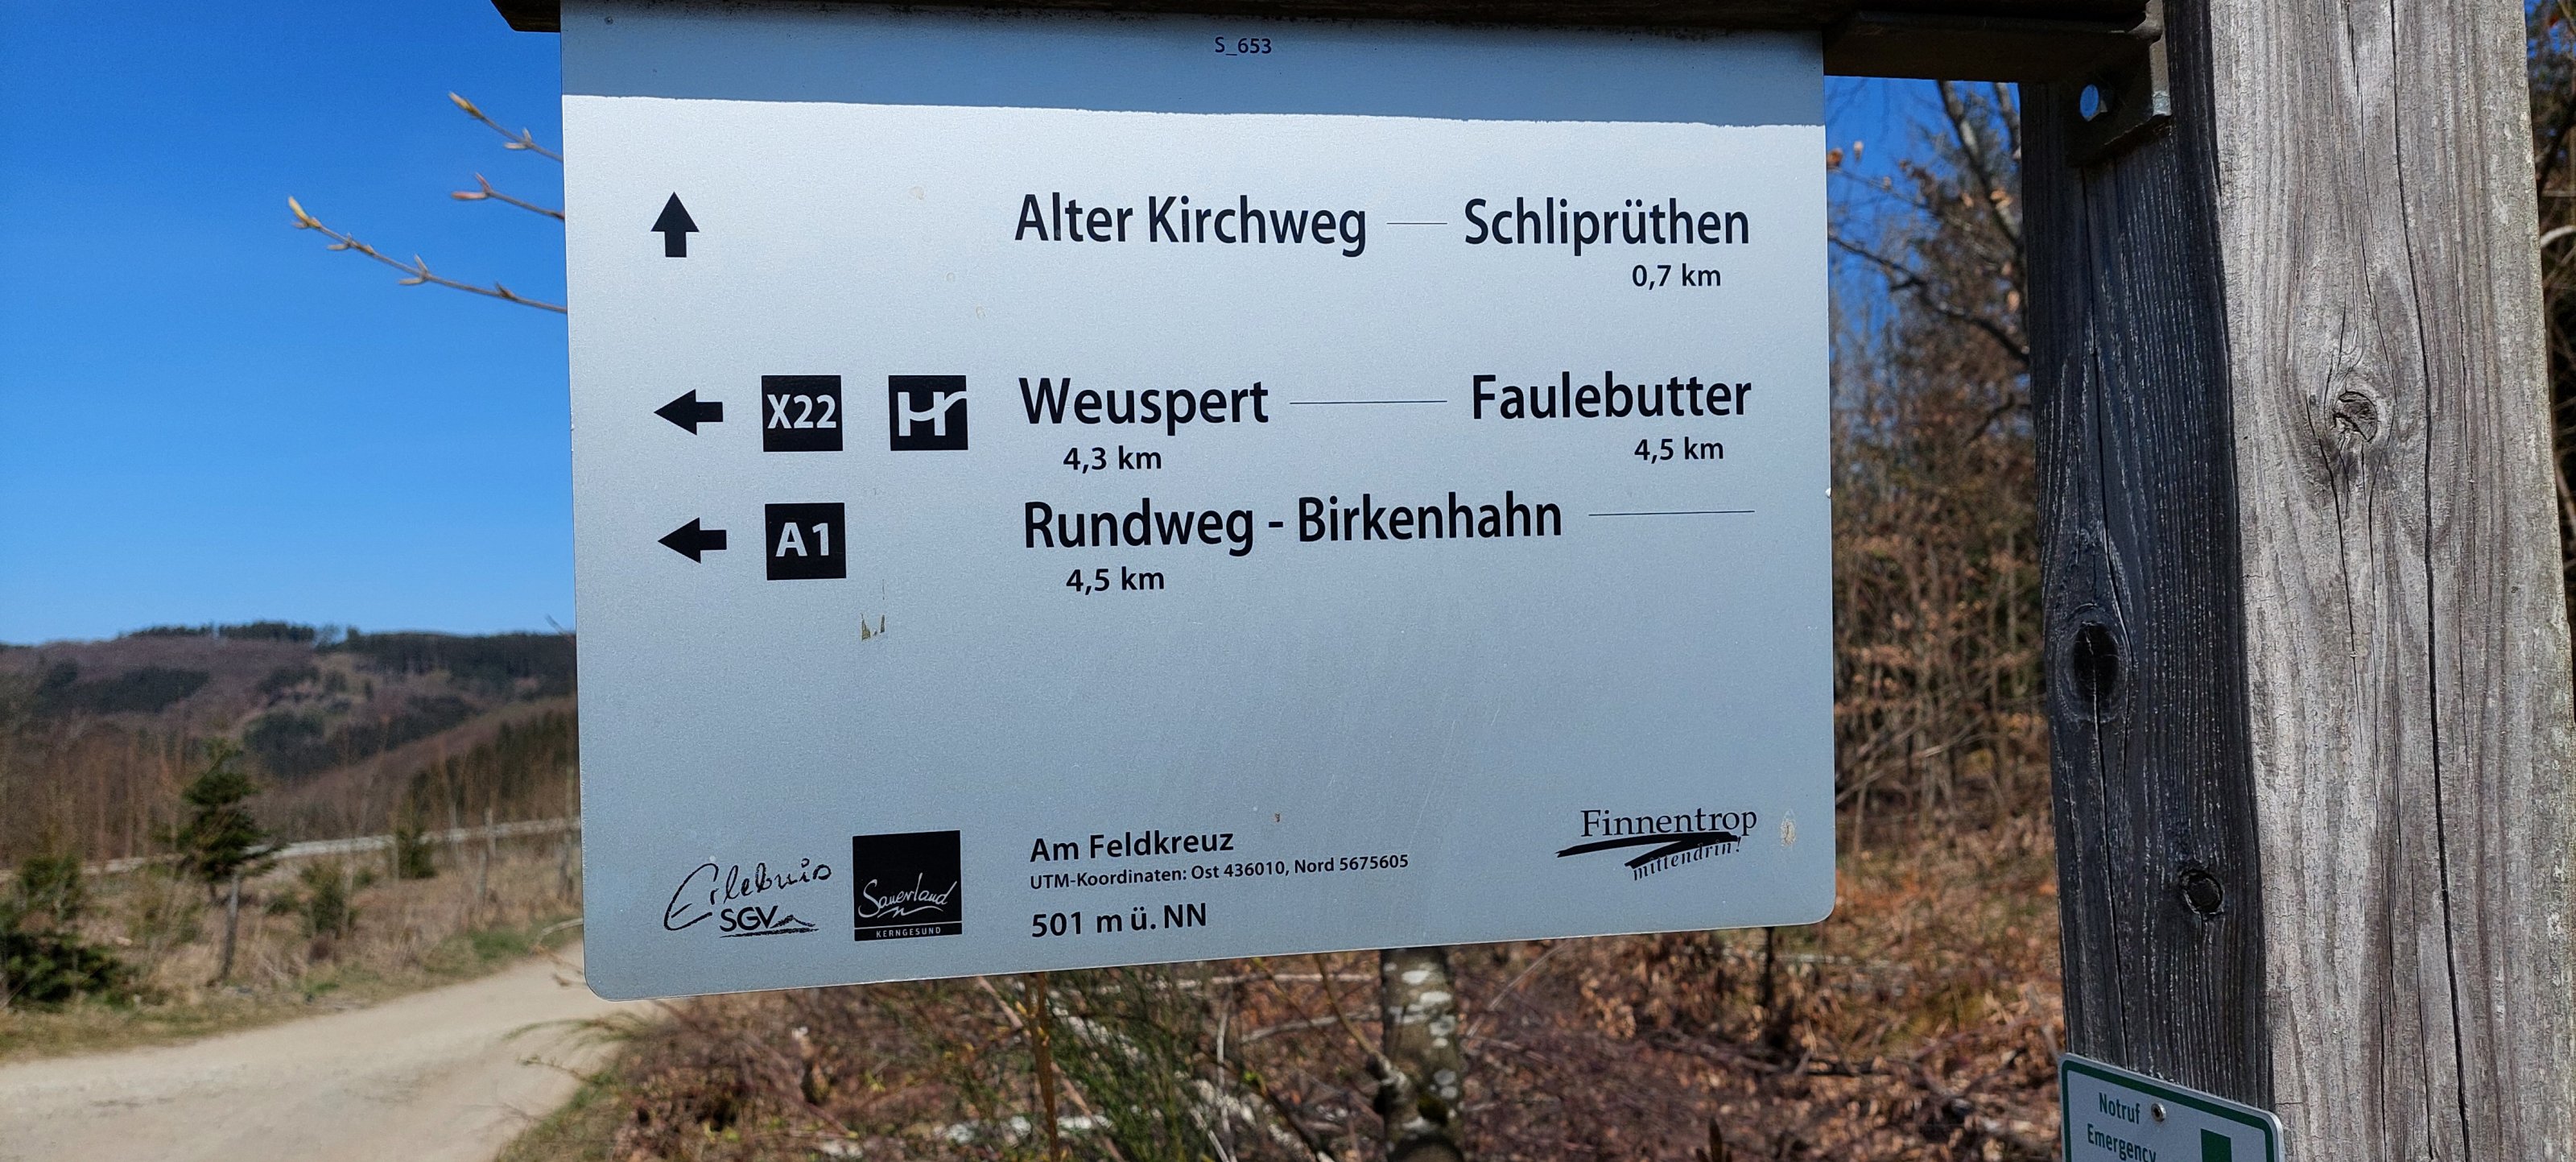 S_653
Alter Kirchweg Schliprüthen
0,7 km
X22 Weuspert Faulebutter
4,3 km 4,5 km
A1 Rundweg - Birkenhahn
4,5 km
Erlebnis
SGV
Sauerland
KERNGESUND
Am Feldkreuz
UTM-Koordinaten: Ost 436010, Nord 5675605
501 m ü. NN
Finnentrop
mittendrin!
Notruf
Emergency